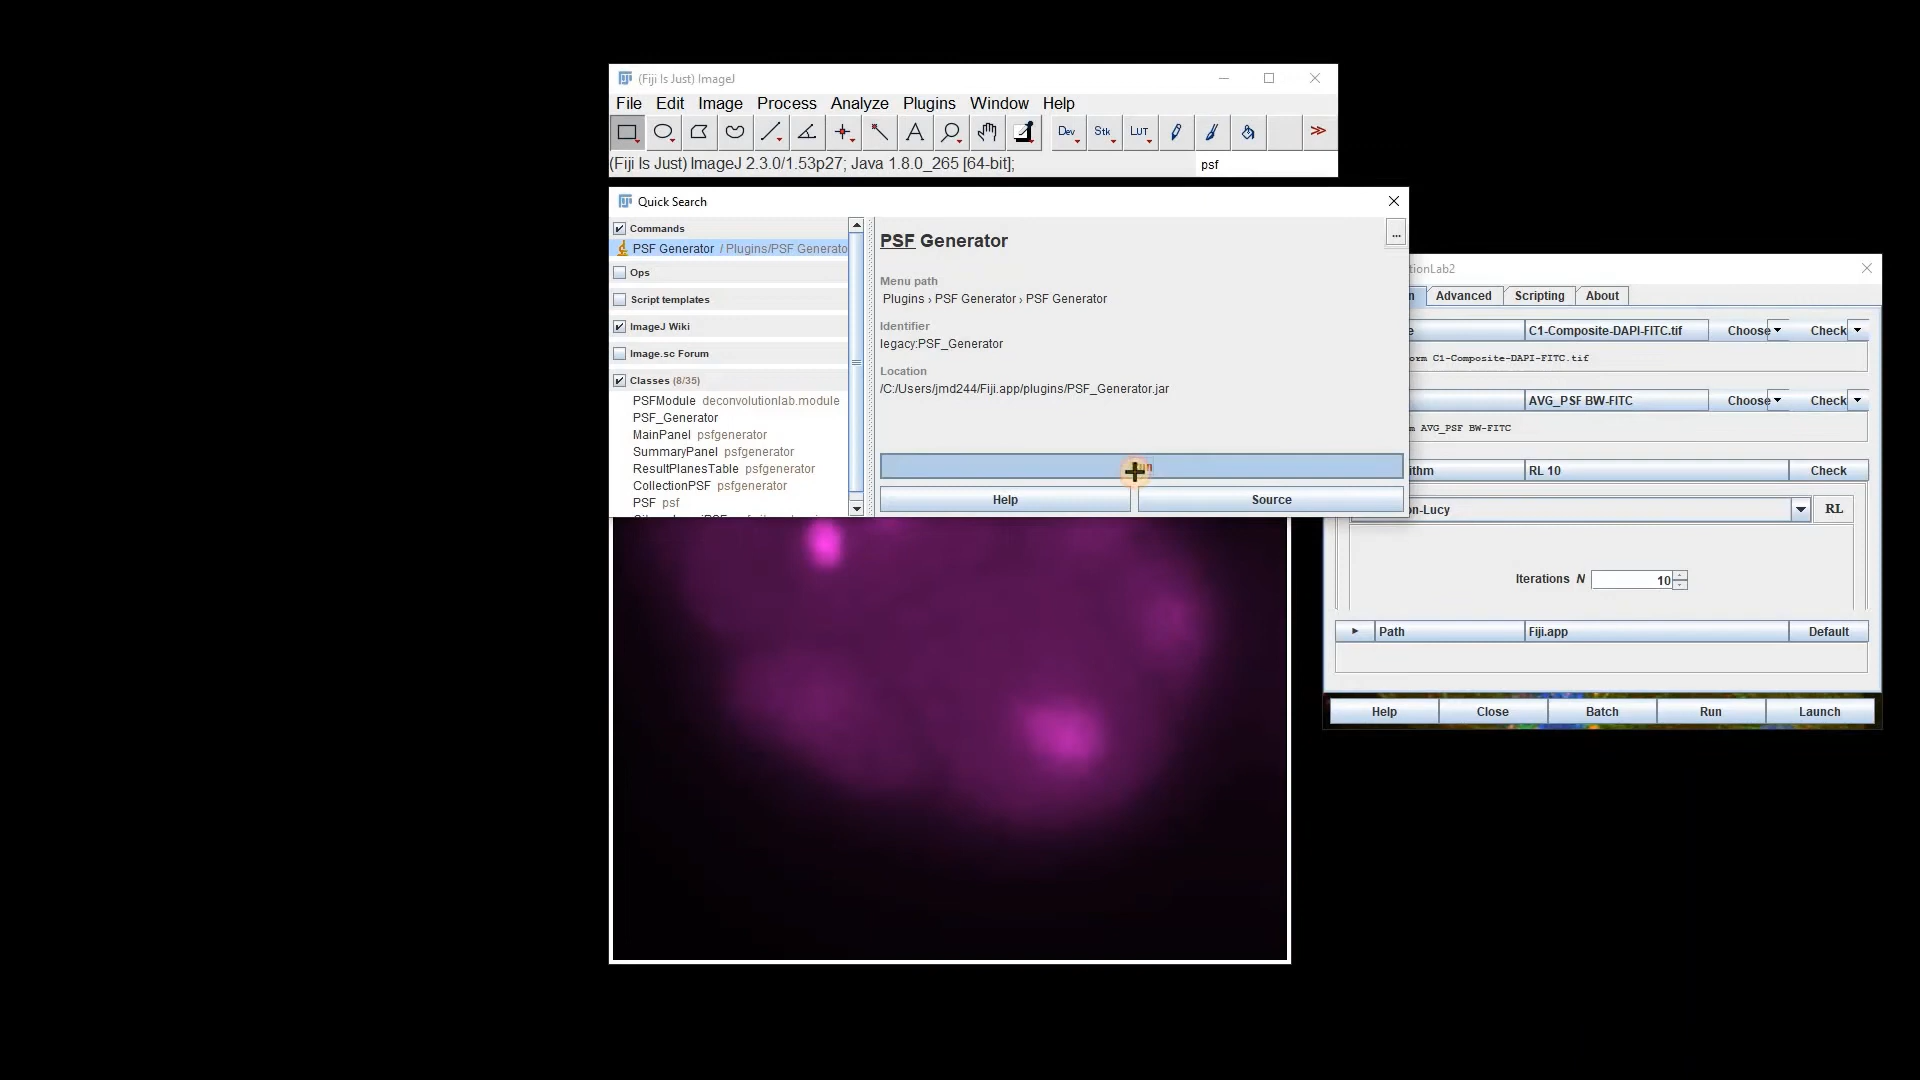 (Fiji Is Just) ImageJ
File Edit Image Process Analyze Plugins Window Help
Dev Stk LUT
(Fiji Is Just) ImageJ 2.3.0/1.53p27; Java 1.8.0_265 [64-bit];
psf
Quick Search
Commands
PSF Generator / Plugins/PSF Generato
Ops
Script templates
ImageJ Wiki
Image.sc Forum
Classes (8/35)
PSFModule deconvolutionlab.module
PSF_Generator
MainPanel psfgenerator
SummaryPanel psfgenerator
ResultPlanesTable psfgenerator
CollectionPSF psfgenerator
PSF psf
PSF Generator
...
Menu path
Plugins › PSF Generator › PSF Generator
Identifier
legacy:PSF_Generator
Location
/C:/Users/jmd244/Fiji.app/plugins/PSF_Generator.jar
Help Source
tionLab2
n Advanced Scripting About
e C1-Composite-DAPI-FITC.tif Choose Check
orm C1-Composite-DAPI-FITC.tif
AVG_PSF BW-FITC Choose Check
m AVG_PSF BW-FITC
ithm RL 10 Check
n-Lucy RL
Iterations N 10
Path Fiji.app Default
Help Close Batch Run Launch